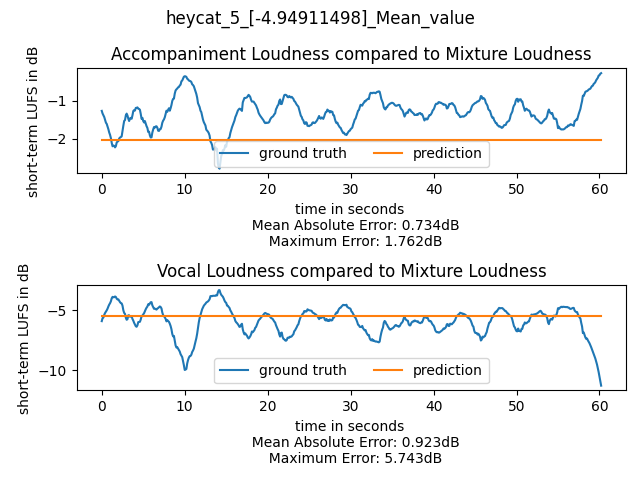 heycat_5_[-4.94911498]_Mean_value
Accompaniment Loudness compared to Mixture Loudness
short-term LUFS in dB
−1
−2
ground truth
prediction
0 10 20 30 40 50 60
time in seconds
Mean Absolute Error: 0.734dB
Maximum Error: 1.762dB
Vocal Loudness compared to Mixture Loudness
short-term LUFS in dB
−5
−10
ground truth
prediction
0 10 20 30 40 50 60
time in seconds
Mean Absolute Error: 0.923dB
Maximum Error: 5.743dB